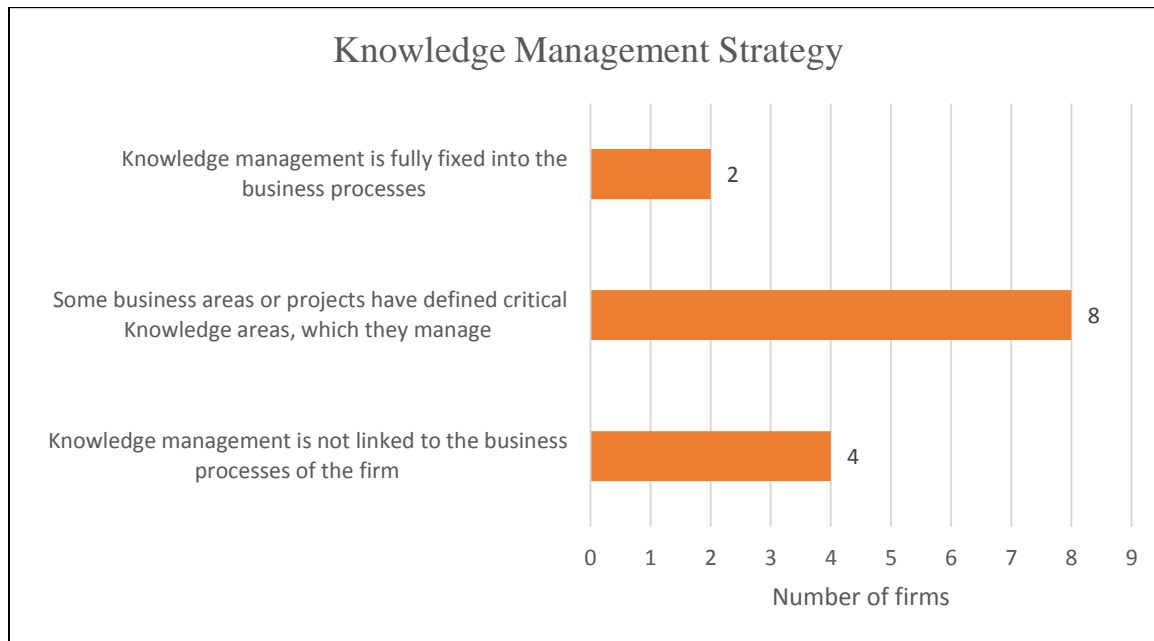 Knowledge Management Strategy
Knowledge management is fully fixed into the
business processes
2
Some business areas or projects have defined critical
Knowledge areas, which they manage
8
Knowledge management is not linked to the business
processes of the firm
4
0 1 2 3 4 5 6 7 8 9
Number of firms